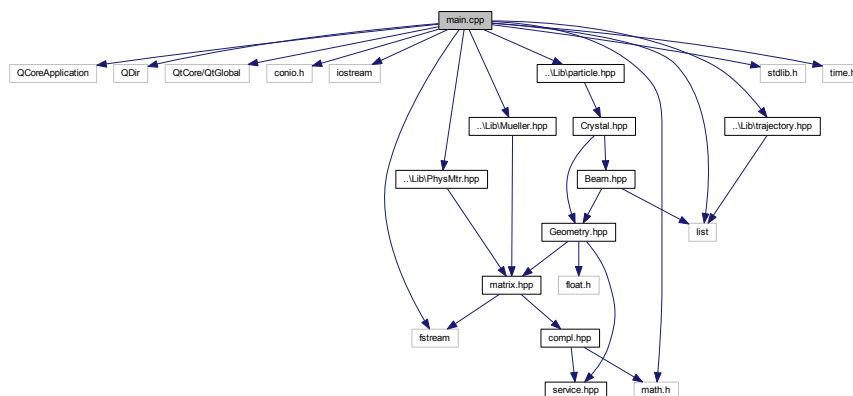 main.cpp
QCoreApplication
QDir
QtCore/QtGlobal
conio.h
iostream
..\Lib\particle.hpp
stdlib.h
time.h
..\Lib\Mueller.hpp
Crystal.hpp
..\Lib\trajectory.hpp
..\Lib\PhysMtr.hpp
Beam.hpp
Geometry.hpp
list
matrix.hpp
float.h
fstream
compl.hpp
service.hpp
math.h